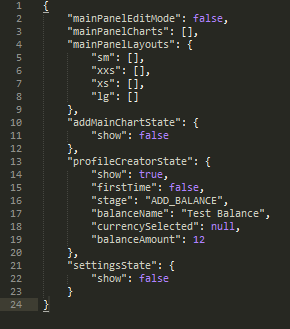 1 {
2 "mainPanelEditMode": false,
3 "mainPanelCharts": [],
4 "mainPanelLayouts": {
5 "sm": [],
6 "xxs": [],
7 "xs": [],
8 "lg": []
9 },
10 "addMainChartState": {
11 "show": false
12 },
13 "profileCreatorState": {
14 "show": true,
15 "firstTime": false,
16 "stage": "ADD_BALANCE",
17 "balanceName": "Test Balance",
18 "currencySelected": null,
19 "balanceAmount": 12
20 },
21 "settingsState": {
22 "show": false
23 }
24 }